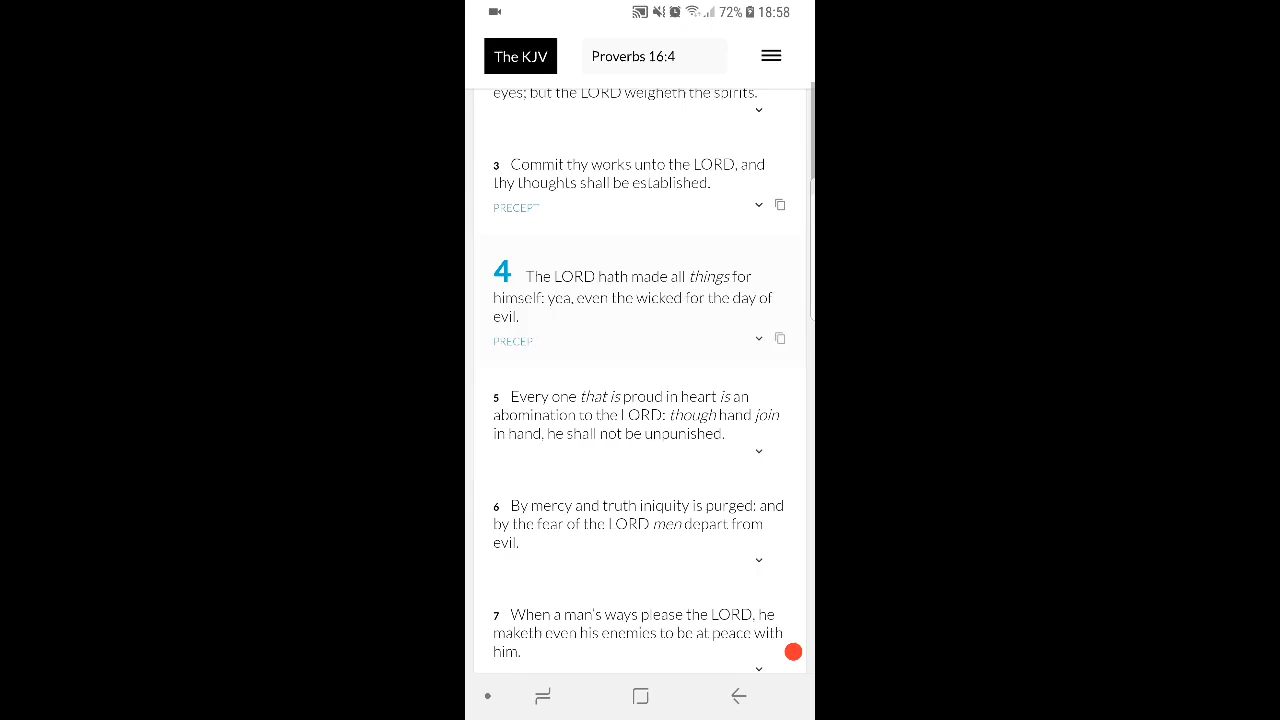 72% 18:58
The KJV
Proverbs 16:4
eyes; but the LORD weigheth the spirits.
3 Commit thy works unto the LORD, and
thy thoughts shall be established.
PRECEPT
4 The LORD hath made all things for
himself: yea, even the wicked for the day of
evil.
PRECEP
5 Every one that is proud in heart is an
abomination to the LORD: though hand join
in hand, he shall not be unpunished.
6 By mercy and truth iniquity is purged: and
by the fear of the LORD men depart from
evil.
7 When a man's ways please the LORD, he
maketh even his enemies to be at peace with
him.